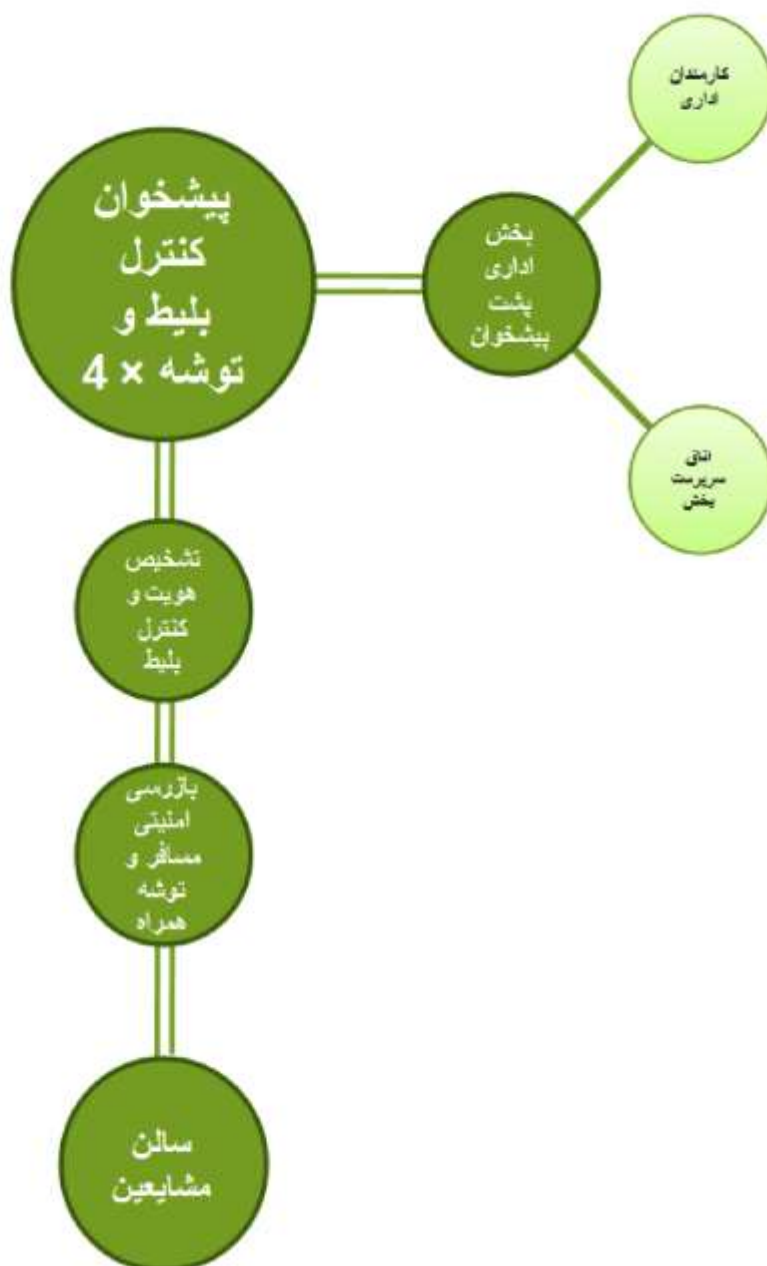 کارمندان
اداری
پیشخوان
کنترل
بلیط و
توشه × 4
بخش
اداری
پشت
پیشخوان
اتاق
سرپرست
بخش
تشخیص
هویت و
کنترل
بلیط
بازرسی
امنیتی
مسافر و
توشه
همراه
سالن
مشایعین